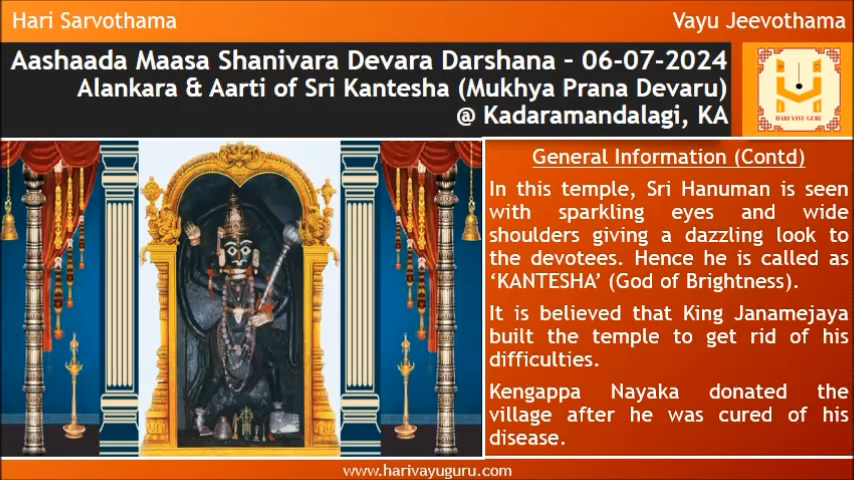 Hari Sarvothama
Vayu Jeevothama
Aashaada Maasa Shanivara Devara Darshana – 06-07-2024
Alankara & Aarti of Sri Kantesha (Mukhya Prana Devaru)
@ Kadaramandalagi, KA
HARI VAYU GURU
General Information (Contd)
In this temple, Sri Hanuman is seen
with sparkling eyes and wide
shoulders giving a dazzling look to
the devotees. Hence he is called as
‘KANTESHA’ (God of Brightness).
It is believed that King Janamejaya
built the temple to get rid of his
difficulties.
Kengappa Nayaka donated the
village after he was cured of his
disease.
www.harivayuguru.com